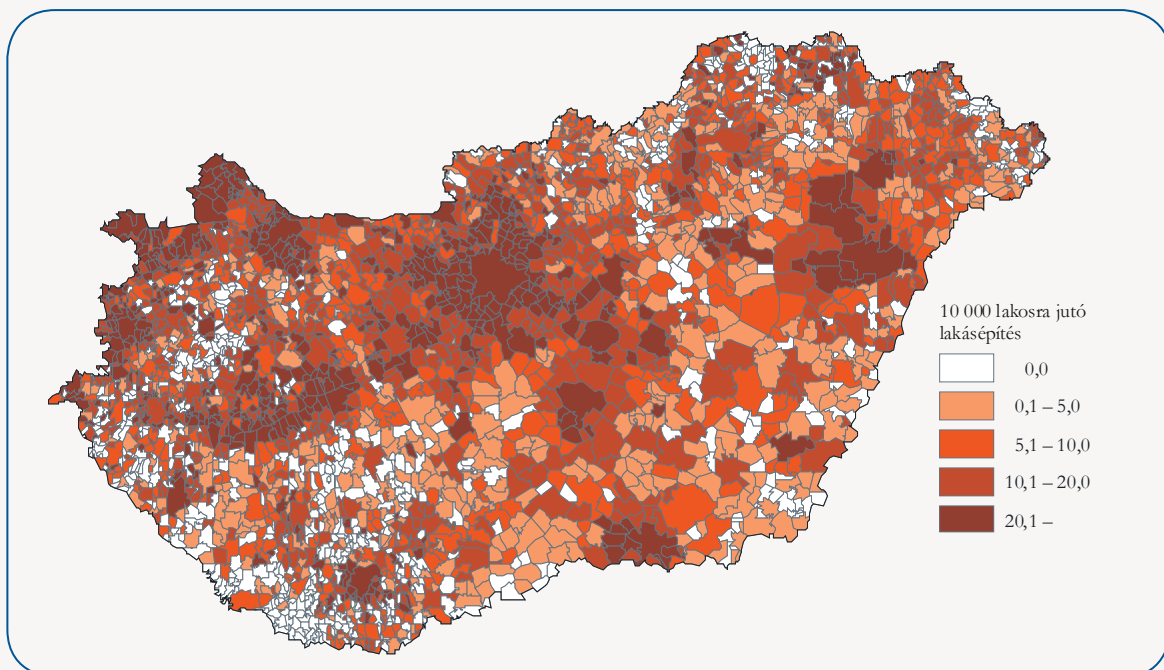 10 000 lakosra jutó
lakásépítés
0,0
0,1 – 5,0
5,1 – 10,0
10,1 – 20,0
20,1 –